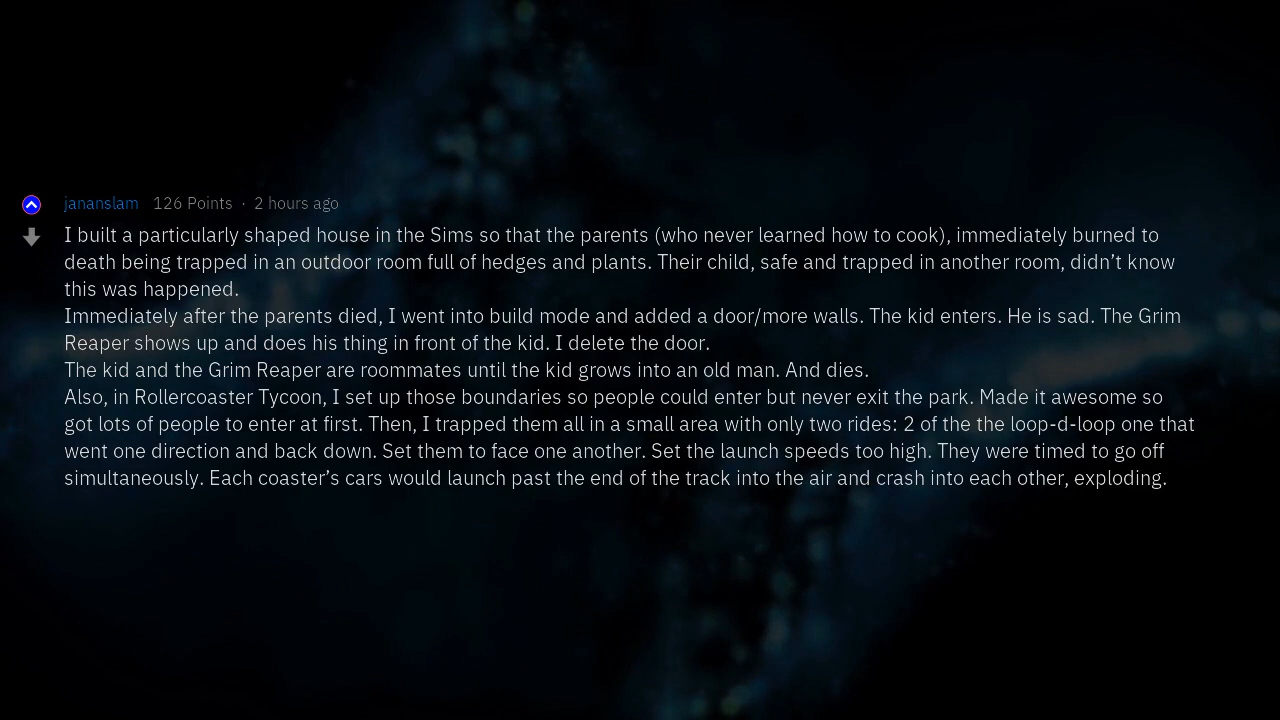 jananslam 126 Points · 2 hours ago
I built a particularly shaped house in the Sims so that the parents (who never learned how to cook), immediately burned to
death being trapped in an outdoor room full of hedges and plants. Their child, safe and trapped in another room, didn’t know
this was happened.
Immediately after the parents died, I went into build mode and added a door/more walls. The kid enters. He is sad. The Grim
Reaper shows up and does his thing in front of the kid. I delete the door.
The kid and the Grim Reaper are roommates until the kid grows into an old man. And dies.
Also, in Rollercoaster Tycoon, I set up those boundaries so people could enter but never exit the park. Made it awesome so
got lots of people to enter at first. Then, I trapped them all in a small area with only two rides: 2 of the the loop-d-loop one that
went one direction and back down. Set them to face one another. Set the launch speeds too high. They were timed to go off
simultaneously. Each coaster’s cars would launch past the end of the track into the air and crash into each other, exploding.